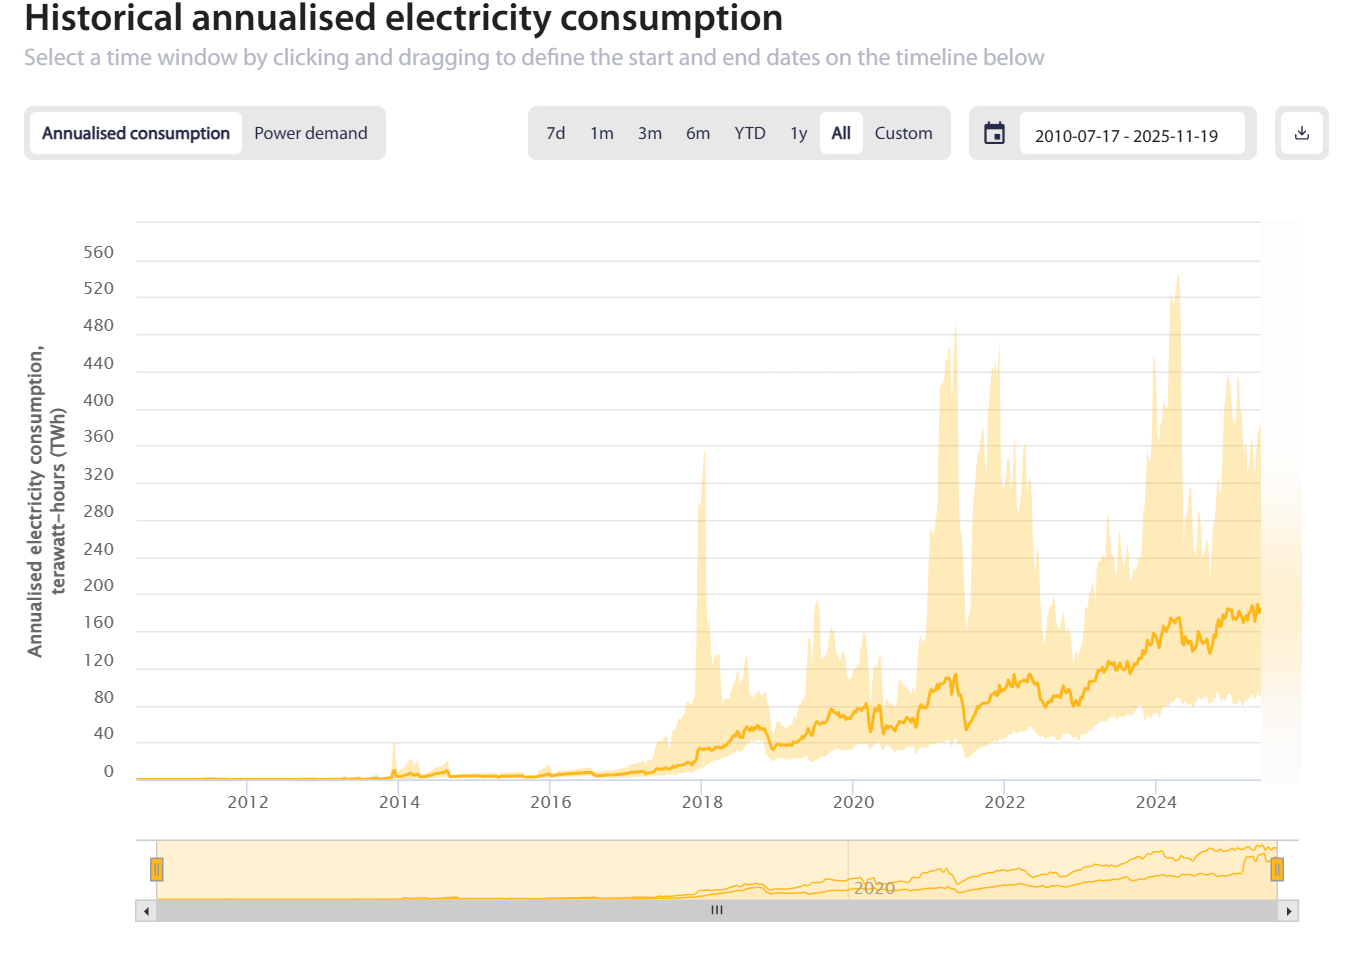 Historical annualised electricity consumption
Select a time window by clicking and dragging to define the start and end dates on the timeline below
Annualised consumption Power demand 7d 1m 3m 6m YTD 1y All Custom 2010-07-17 - 2025-11-19
Annualised electricity consumption,
terawatt-hours (TWh)
560
520
480
440
400
360
320
280
240
200
160
120
80
40
0
2012 2014 2016 2018 2020 2022 2024
2020